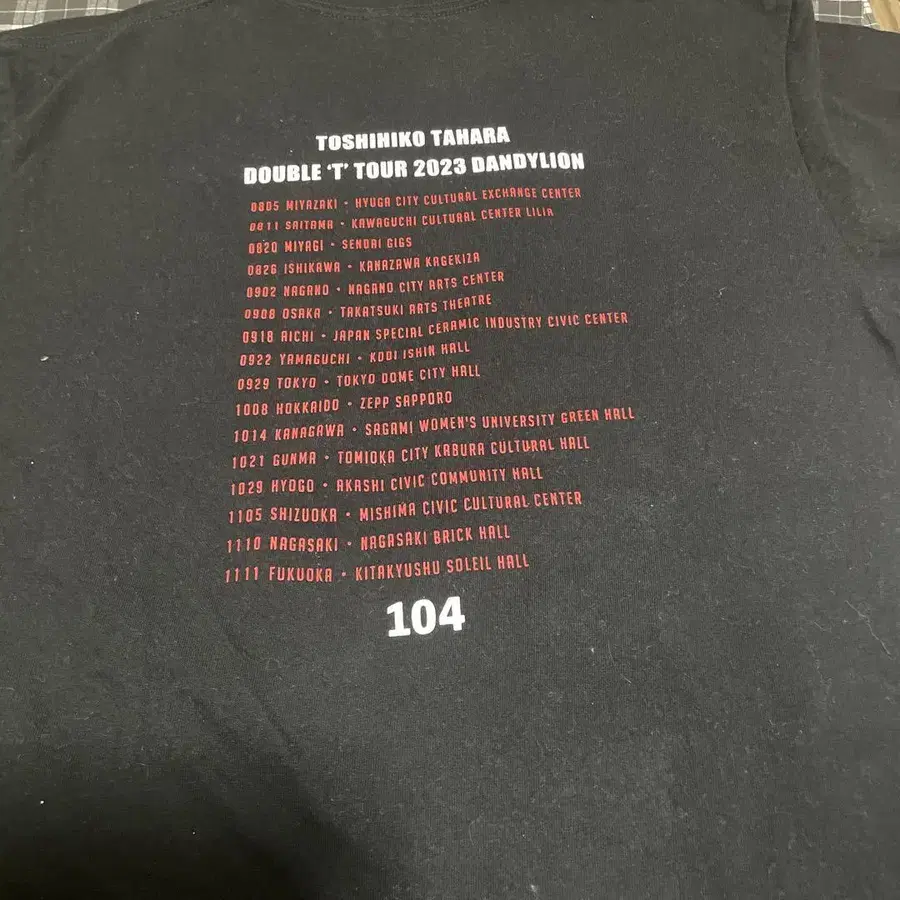 TOSHIHIKO TAHARA
DOUBLE 'T' TOUR 2023 DANDYLION
0805 MIYAZAKI • HYUGA CITY CULTURAL EXCHANGE CENTER
0811 SAITAMA • KAWAGUCHI CULTURAL CENTER LILIA
0820 MIYAGI • SENDAI GIGS
0826 ISHIKAWA • KANAZAWA KAGEKIZA
0902 NAGANO • NAGANO CITY ARTS CENTER
0908 OSAKA • TAKATSUKI ARTS THEATRE
0918 AICHI • JAPAN SPECIAL CERAMIC INDUSTRY CIVIC CENTER
0922 YAMAGUCHI • KDDI ISHIN HALL
0929 TOKYO • TOKYO DOME CITY HALL
1008 HOKKAIDO • ZEPP SAPPORO
1014 KANAGAWA • SAGAMI WOMEN'S UNIVERSITY GREEN HALL
1021 GUNMA • TOMIOKA CITY KABURA CULTURAL HALL
1029 HYOGO • AKASHI CIVIC COMMUNITY HALL
1105 SHIZUOKA • MISHIMA CIVIC CULTURAL CENTER
1110 NAGASAKI • NAGASAKI BRICK HALL
1111 FUKUOKA • KITAKYUSHU SOLEIL HALL
104